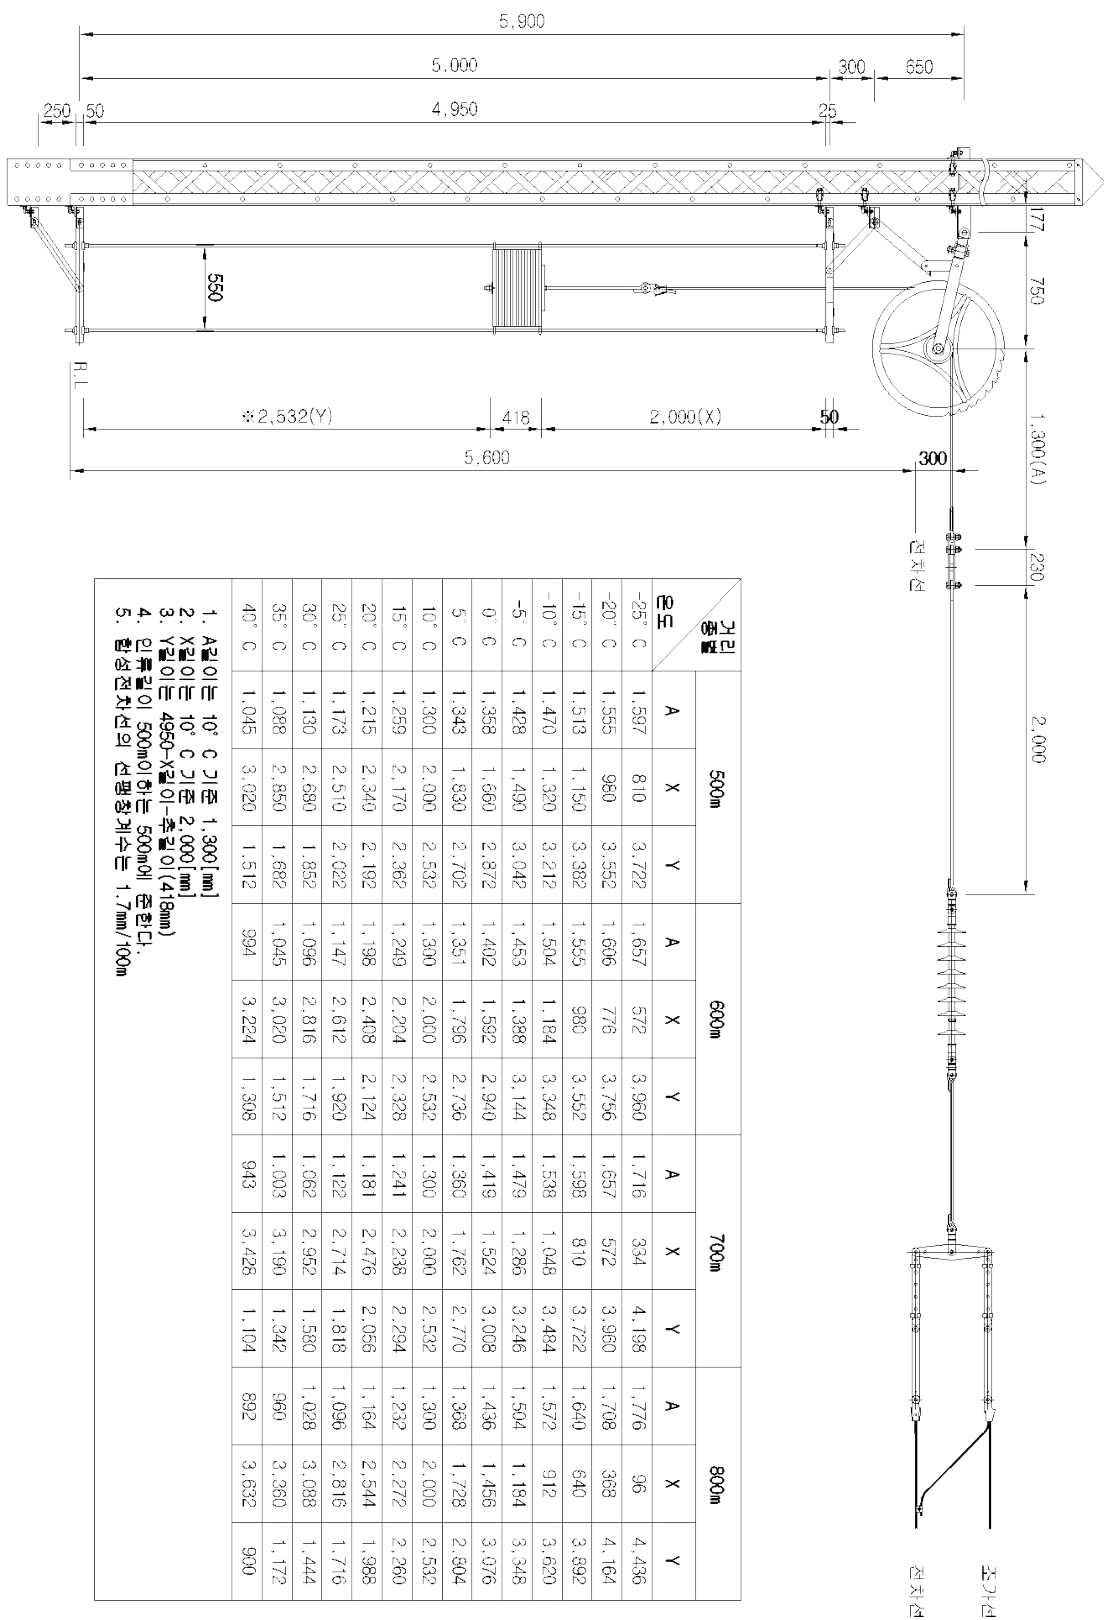 5,900
5,000
300
650
250
50
4,950
25
177
750
550
R.L
※2,532(Y)
418
2,000(X)
50
1,300(A)
5,600
300
전차선
230
2,000
조가선
전차선
거리 종별
온도
500m 600m 700m 800m
A X Y A X Y A X Y A X Y
-25° C 1,597 810 3,722 1,657 572 3,960 1,716 334 4,198 1,776 96 4,436
-20° C 1,555 980 3,552 1,606 776 3,756 1,657 572 3,960 1,708 368 4,164
-15° C 1,513 1,150 3,382 1,555 980 3,552 1,598 810 3,722 1,640 640 3,892
-10° C 1,470 1,320 3,212 1,504 1,184 3,348 1,538 1,048 3,484 1,572 912 3,620
-5° C 1,428 1,490 3,042 1,453 1,388 3,144 1,479 1,286 3,246 1,504 1,184 3,348
0° C 1,358 1,660 2,872 1,402 1,592 2,940 1,419 1,524 3,008 1,436 1,456 3,076
5° C 1,343 1,830 2,702 1,351 1,796 2,736 1,360 1,762 2,770 1,368 1,728 2,804
10° C 1,300 2,000 2,532 1,300 2,000 2,532 1,300 2,000 2,532 1,300 2,000 2,532
15° C 1,259 2,170 2,362 1,249 2,204 2,328 1,241 2,238 2,294 1,232 2,272 2,260
20° C 1,215 2,340 2,192 1,198 2,408 2,124 1,181 2,476 2,056 1,164 2,544 1,988
25° C 1,173 2,510 2,022 1,147 2,612 1,920 1,122 2,714 1,818 1,096 2,816 1,716
30° C 1,130 2,680 1,852 1,096 2,816 1,716 1,062 2,952 1,580 1,028 3,088 1,444
35° C 1,088 2,850 1,682 1,045 3,020 1,512 1,003 3,190 1,342 960 3,360 1,172
40° C 1,045 3,020 1,512 994 3,224 1,308 943 3,428 1,104 892 3,632 900
1. A길이는 10° C 기준 1,300[mm]
2. X길이는 10° C 기준 2,000[mm]
3. Y길이는 4950-X길이-추길이(418mm)
4. 인류길이 500m이하는 500m에 준한다.
5. 합성전차선의 선팽창계수는 1.7mm/100m